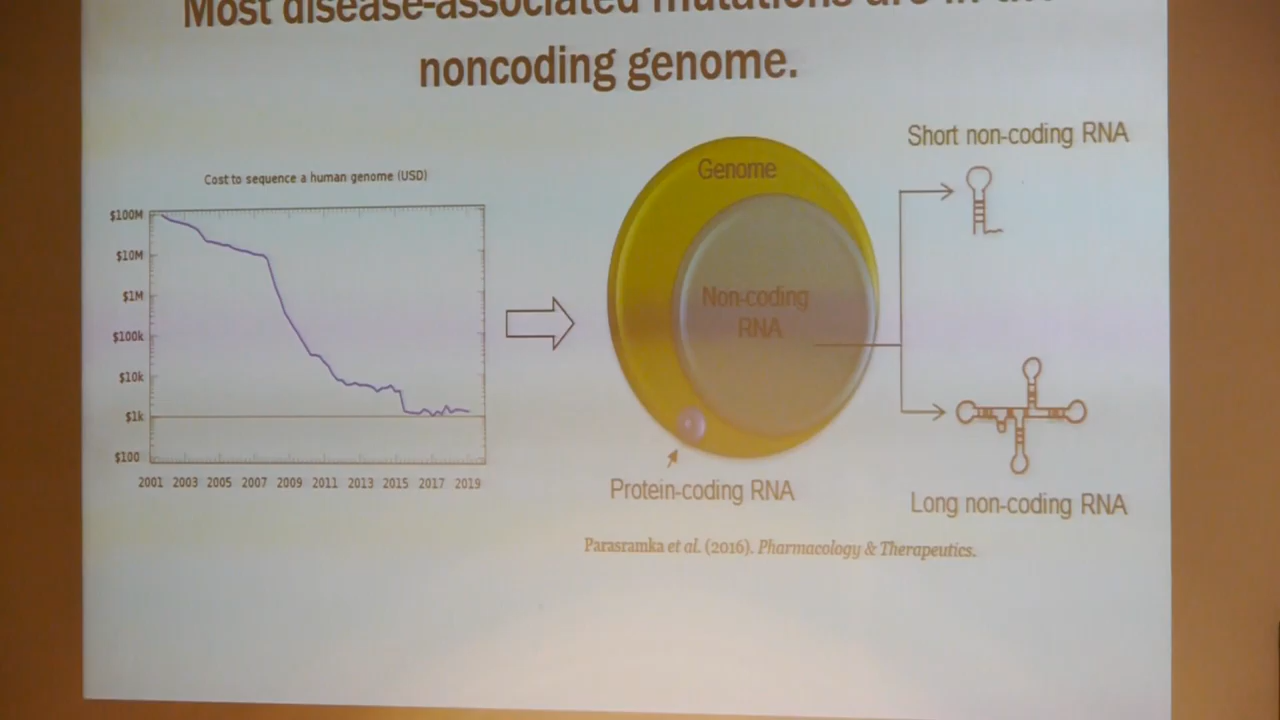 Most disease-associated mutations are in the
noncoding genome.
Cost to sequence a human genome (USD)
$100M
$10M
$1M
$100k
$10k
$1k
$100
2001 2003 2005 2007 2009 2011 2013 2015 2017 2019
Genome
Non-coding
RNA
Protein-coding RNA
Short non-coding RNA
Long non-coding RNA
Parasramka et al. (2016). Pharmacology & Therapeutics.